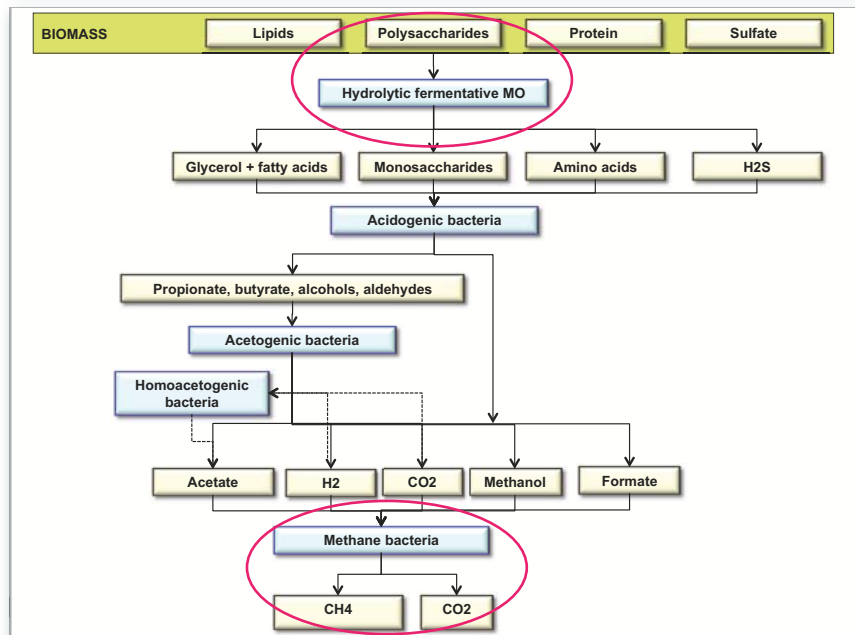 BIOMASS
Lipids
Polysaccharides
Protein
Sulfate
Hydrolytic fermentative MO
Glycerol + fatty acids
Monosaccharides
Amino acids
H2S
Acidogenic bacteria
Propionate, butyrate, alcohols, aldehydes
Acetogenic bacteria
Homoacetogenic
bacteria
Acetate
H2
CO2
Methanol
Formate
Methane bacteria
CH4
CO2